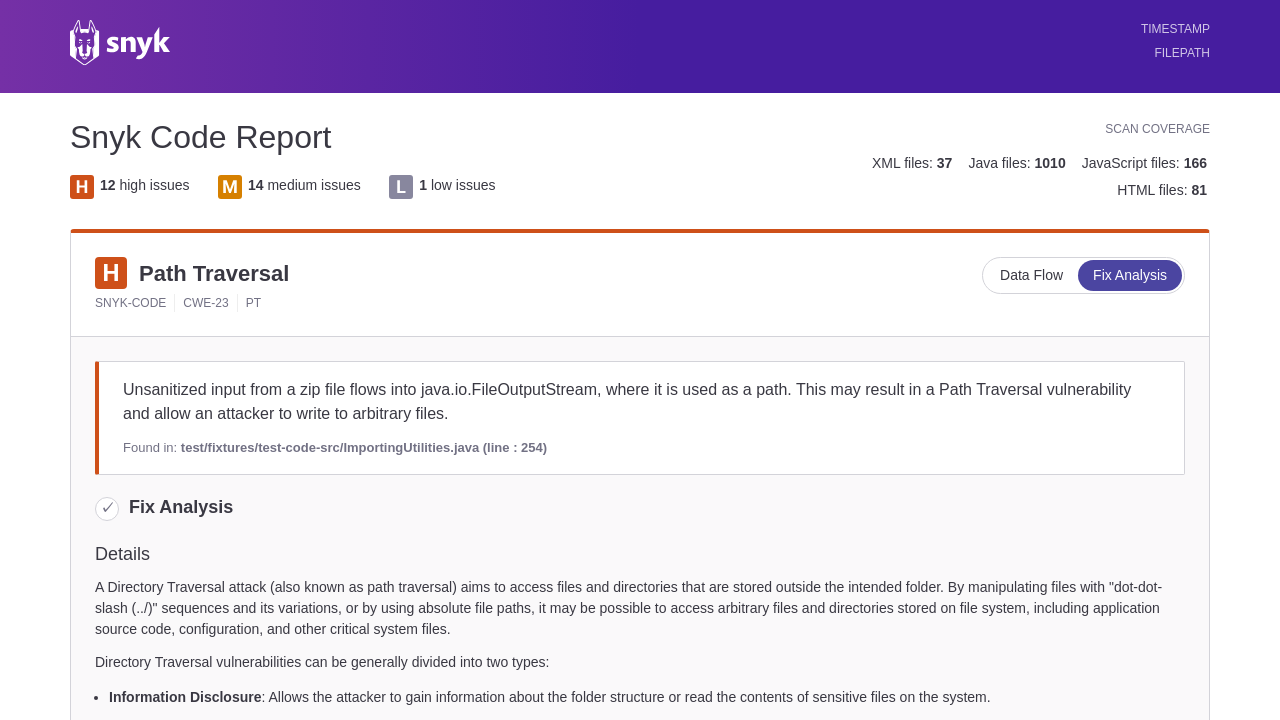 snyk
TIMESTAMP
FILEPATH
Snyk Code Report
SCAN COVERAGE
XML files: 37 Java files: 1010 JavaScript files: 166
HTML files: 81
H 12 high issues M 14 medium issues L 1 low issues
H Path Traversal
Data Flow Fix Analysis
SNYK-CODE CWE-23 PT
Unsanitized input from a zip file flows into java.io.FileOutputStream, where it is used as a path. This may result in a Path Traversal vulnerability
and allow an attacker to write to arbitrary files.
Found in: test/fixtures/test-code-src/ImportingUtilities.java (line : 254)
✓ Fix Analysis
Details
A Directory Traversal attack (also known as path traversal) aims to access files and directories that are stored outside the intended folder. By manipulating files with "dot-dot-
slash (../)" sequences and its variations, or by using absolute file paths, it may be possible to access arbitrary files and directories stored on file system, including application
source code, configuration, and other critical system files.
Directory Traversal vulnerabilities can be generally divided into two types:
• Information Disclosure: Allows the attacker to gain information about the folder structure or read the contents of sensitive files on the system.